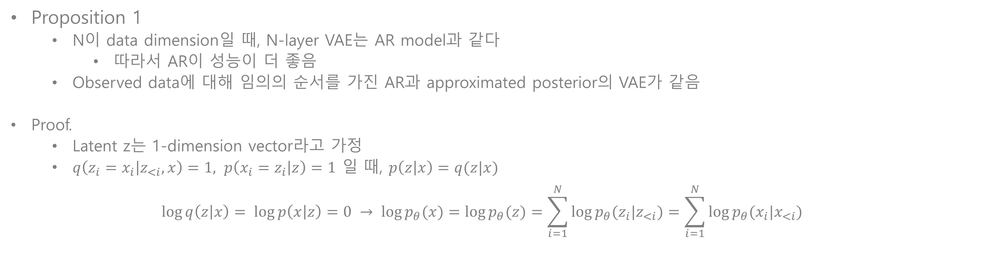 • Proposition 1
• N이 data dimension일 때, N-layer VAE는 AR model과 같다
• 따라서 AR이 성능이 더 좋음
• Observed data에 대해 임의의 순서를 가진 AR과 approximated posterior의 VAE가 같음
• Proof.
• Latent z는 1-dimension vector라고 가정
• $q(z_i = x_i|z_{<i}, x) = 1,\ p(x_i = z_i|z) = 1$ 일 때, $p(z|x) = q(z|x)$
$\log q(z|x) = \log p(x|z) = 0 \rightarrow \log p_\theta(x) = \log p_\theta(z) = \sum_{i=1}^{N} \log p_\theta(z_i|z_{<i}) = \sum_{i=1}^{N} \log p_\theta(x_i|x_{<i})$